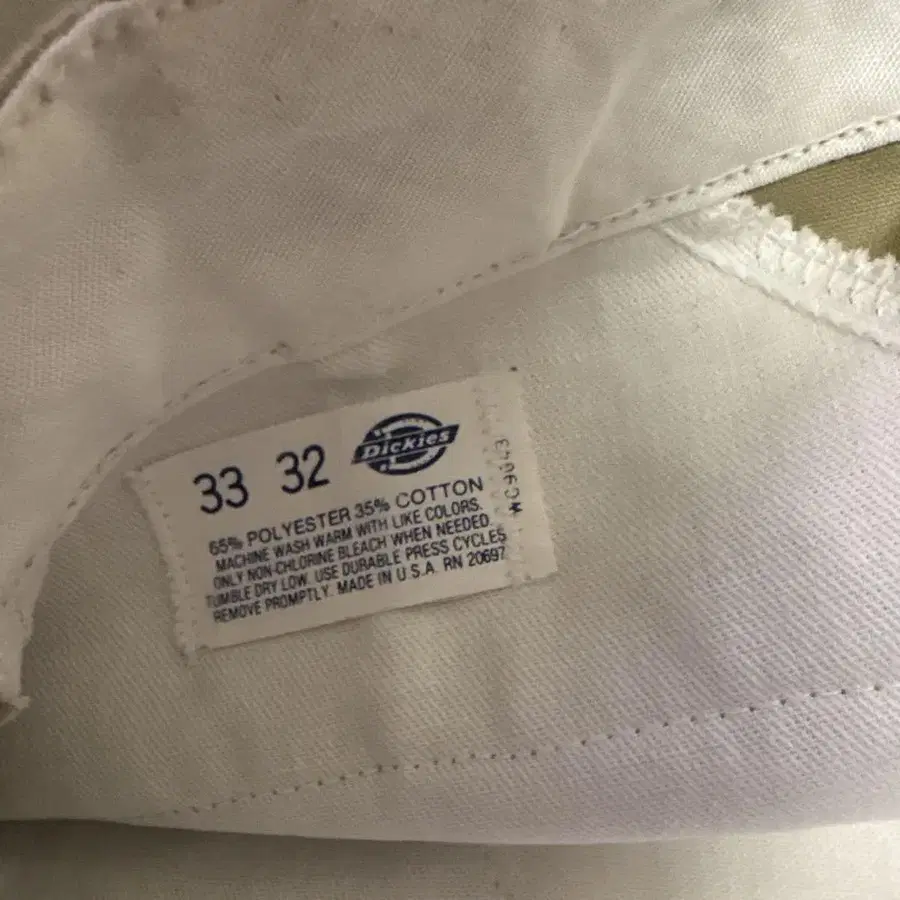 33 32 Dickies
65% POLYESTER 35% COTTON
MACHINE WASH WARM WITH LIKE COLORS.
ONLY NON-CHLORINE BLEACH WHEN NEEDED.
TUMBLE DRY LOW. USE DURABLE PRESS CYCLES
REMOVE PROMPTLY. MADE IN U.S.A. RN 20697